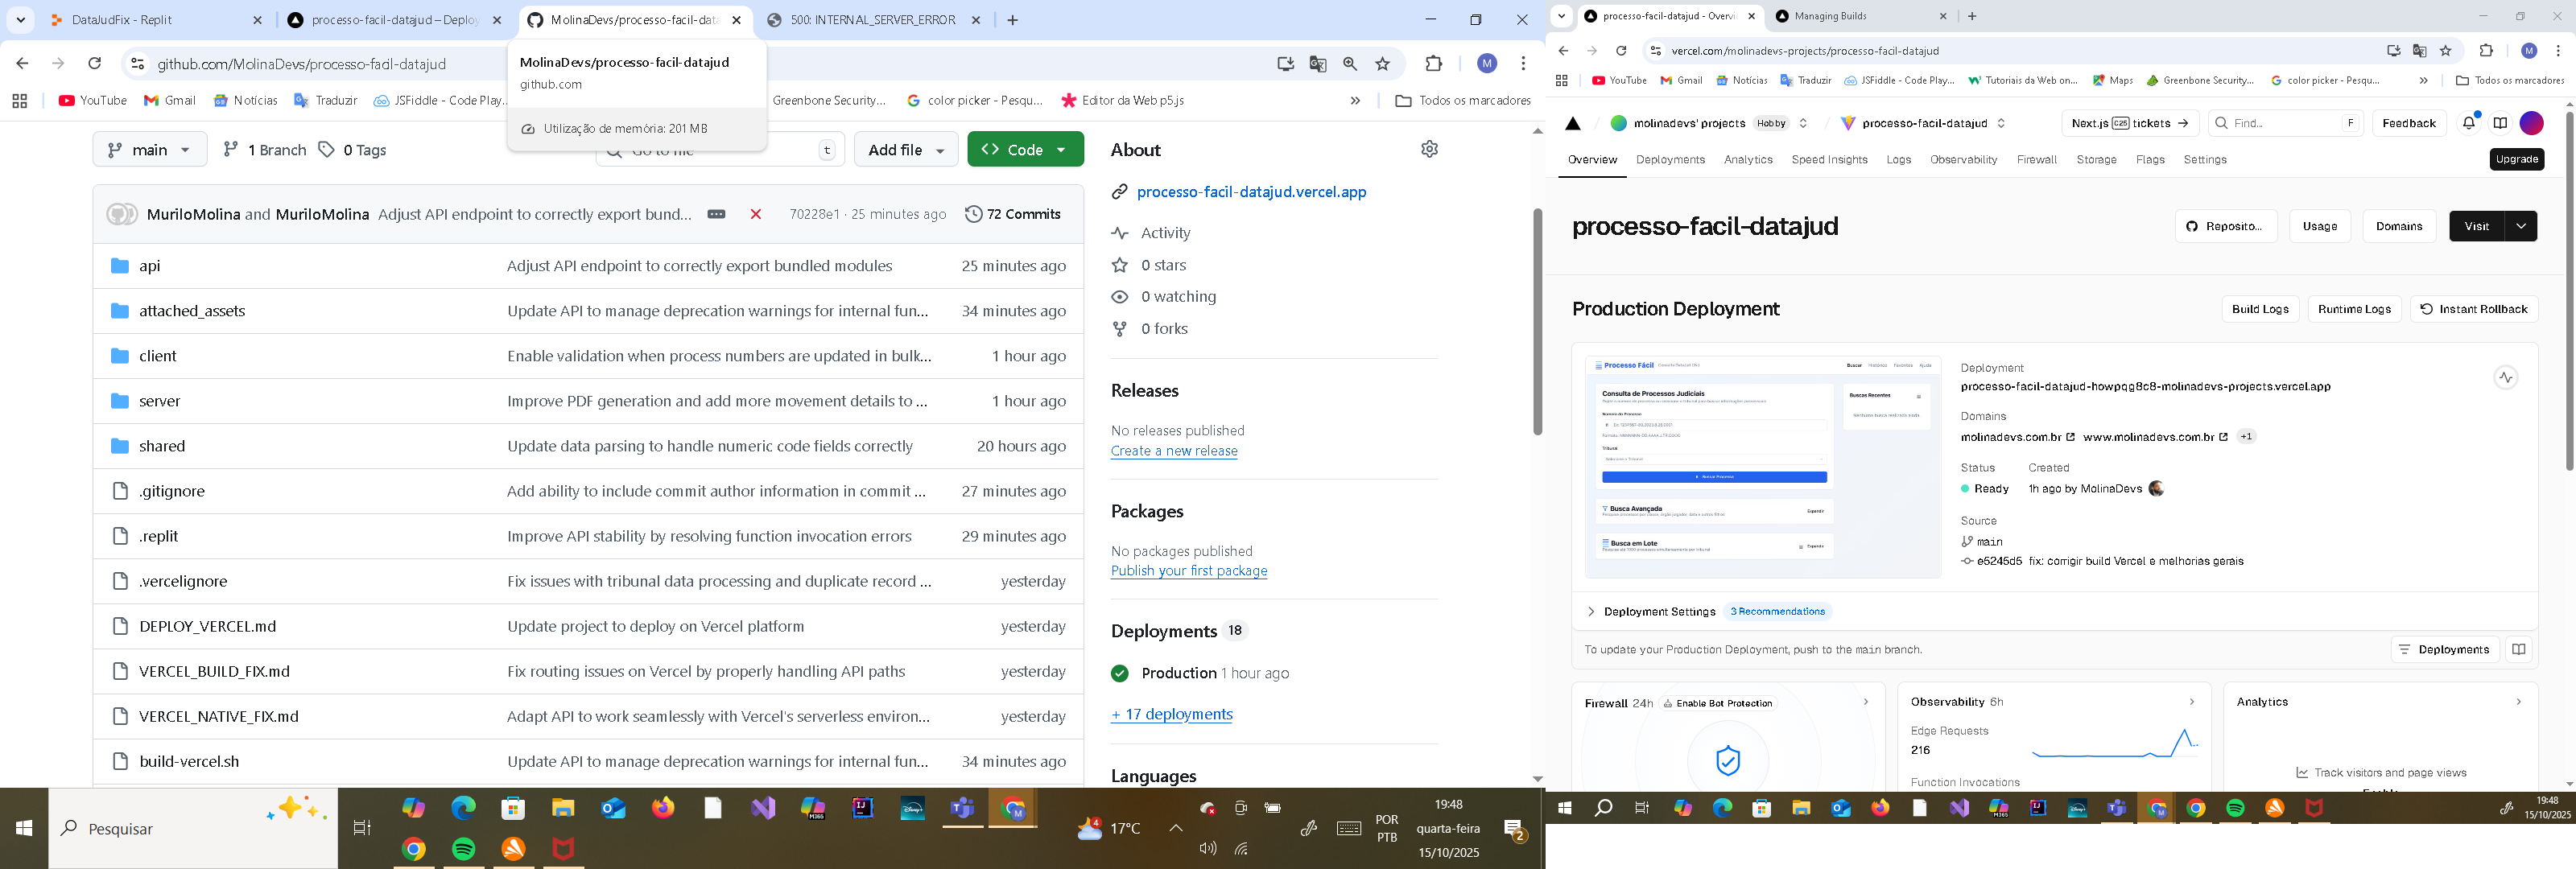 DataJudFix - Replit
processo-facil-datajud – Deploy
MolinaDevs/processo-facil-data
500: INTERNAL_SERVER_ERROR
github.com/MolinaDevs/processo-facil-datajud
MolinaDevs/processo-facil-datajud
github.com
Utilização de memória: 201 MB
YouTube
Gmail
Notícias
Traduzir
JSFiddle - Code Play...
Greenbone Security...
color picker - Pesqu...
Editor da Web p5.js
»
Todos os marcadores
main
1 Branch
0 Tags
Go to file
t
Add file
Code
MuriloMolina and MuriloMolina Adjust API endpoint to correctly export bund...
70228e1 · 25 minutes ago
72 Commits
api
Adjust API endpoint to correctly export bundled modules
25 minutes ago
attached_assets
Update API to manage deprecation warnings for internal fun...
34 minutes ago
client
Enable validation when process numbers are updated in bulk...
1 hour ago
server
Improve PDF generation and add more movement details to ...
1 hour ago
shared
Update data parsing to handle numeric code fields correctly
20 hours ago
.gitignore
Add ability to include commit author information in commit ...
27 minutes ago
.replit
Improve API stability by resolving function invocation errors
29 minutes ago
.vercelignore
Fix issues with tribunal data processing and duplicate record ...
yesterday
DEPLOY_VERCEL.md
Update project to deploy on Vercel platform
yesterday
VERCEL_BUILD_FIX.md
Fix routing issues on Vercel by properly handling API paths
yesterday
VERCEL_NATIVE_FIX.md
Adapt API to work seamlessly with Vercel's serverless environ...
yesterday
build-vercel.sh
Update API to manage deprecation warnings for internal fun...
34 minutes ago
About
processo-facil-datajud.vercel.app
Activity
0 stars
0 watching
0 forks
Releases
No releases published
Create a new release
Packages
No packages published
Publish your first package
Deployments 18
Production 1 hour ago
+ 17 deployments
Languages
Pesquisar
4
17°C
POR
PTB
19:48
quarta-feira
15/10/2025
2
processo-facil-datajud - Overvi
Managing Builds
vercel.com/molinadevs-projects/processo-facil-datajud
M
YouTube
Gmail
Notícias
Traduzir
JSFiddle - Code Play...
Tutoriais da Web on...
Maps
Greenbone Security...
color picker - Pesqu...
»
Todos os marcadores
molinadevs' projects
Hobby
processo-facil-datajud
Next.js C25 tickets →
Find...
F
Feedback
Overview
Deployments
Analytics
Speed Insights
Logs
Observability
Firewall
Storage
Flags
Settings
Upgrade
processo-facil-datajud
Reposito...
Usage
Domains
Visit
Production Deployment
Build Logs
Runtime Logs
Instant Rollback
Processo Fácil
Buscar
Histórico
Favoritos
Ajuda
Consulta de Processos Judiciais
Número do Processo
Tribunal
Buscar Processo
Buscas Recentes
Busca Avançada
Expandir
Busca em Lote
Expandir
Deployment
processo-facil-datajud-howpqg8c8-molinadevs-projects.vercel.app
Domains
molinadevs.com.br
www.molinadevs.com.br
+1
Status
Created
Ready
1h ago by MolinaDevs
Source
main
e5245d5 fix: corrigir build Vercel e melhorias gerais
Deployment Settings
3 Recommendations
To update your Production Deployment, push to the main branch.
Deployments
Firewall 24h
Enable Bot Protection
Observability 6h
Edge Requests
216
Function Invocations
Analytics
Track visitors and page views
19:48
15/10/2025